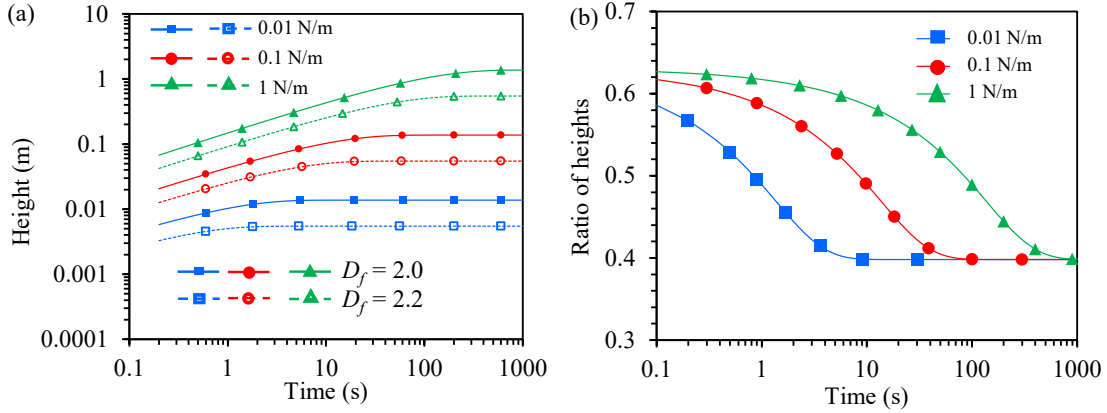 (a)
10
1
0.1
0.01
0.001
0.0001
Height (m)
0.01 N/m
0.1 N/m
1 N/m
D_f = 2.0
D_f = 2.2
0.1 1 10 100 1000
Time (s)
(b)
0.7
0.6
0.5
0.4
0.3
Ratio of heights
0.01 N/m
0.1 N/m
1 N/m
0.1 1 10 100 1000
Time (s)